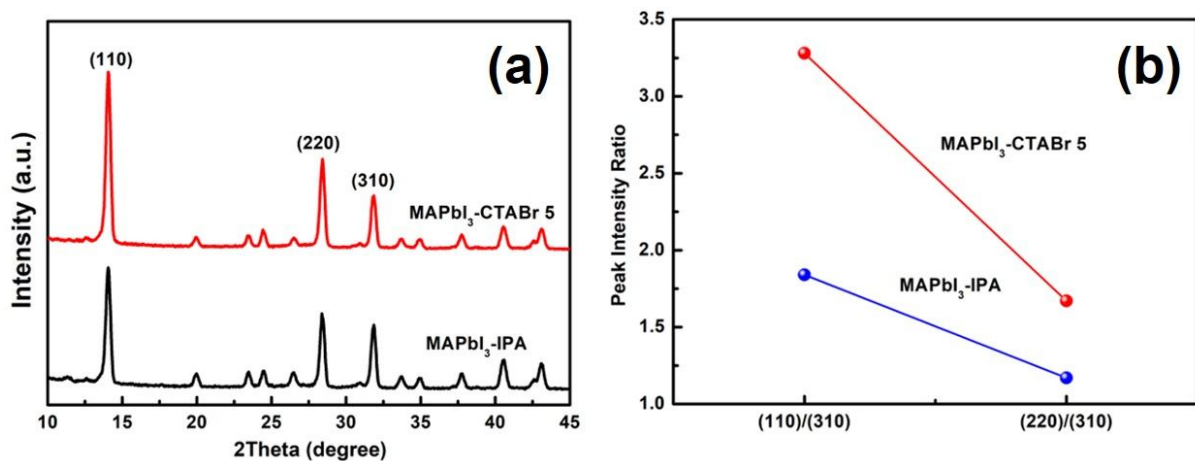 (a)
(110)
(220)
(310)
MAPbI₃-CTABr 5
MAPbI₃-IPA
Intensity (a.u.)
10 15 20 25 30 35 40 45
2Theta (degree)
(b)
3.5
3.0
2.5
2.0
1.5
1.0
Peak Intensity Ratio
MAPbI₃-CTABr 5
MAPbI₃-IPA
(110)/(310) (220)/(310)